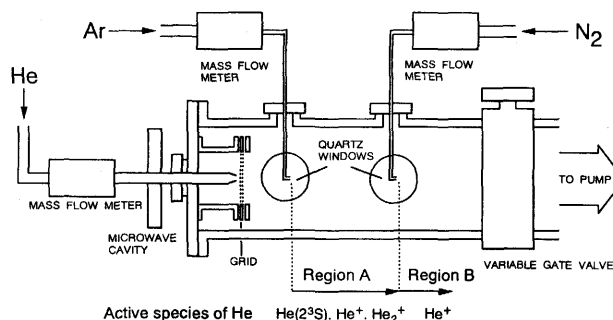 Ar
N2
MASS FLOW
METER
MASS FLOW
METER
He
QUARTZ
WINDOWS
MASS FLOW METER
MICROWAVE
CAVITY
GRID
TO PUMP
VARIABLE GATE VALVE
Region A
Region B
Active species of He
He(2³S), He⁺, He₂⁺
He⁺